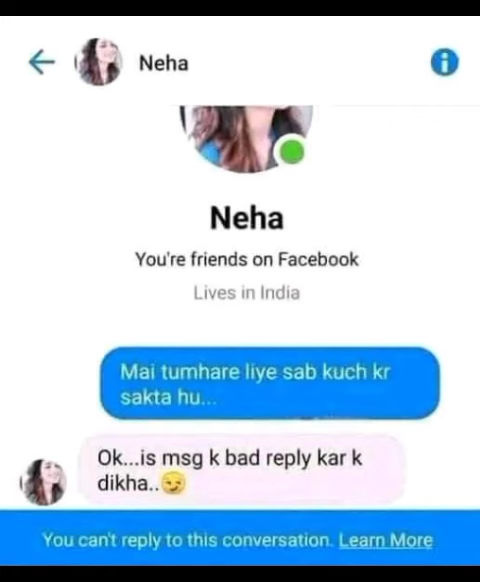 Neha
Neha
You're friends on Facebook
Lives in India
Mai tumhare liye sab kuch kr
sakta hu...
Ok...is msg k bad reply kar k
dikha..😏
You can't reply to this conversation. Learn More